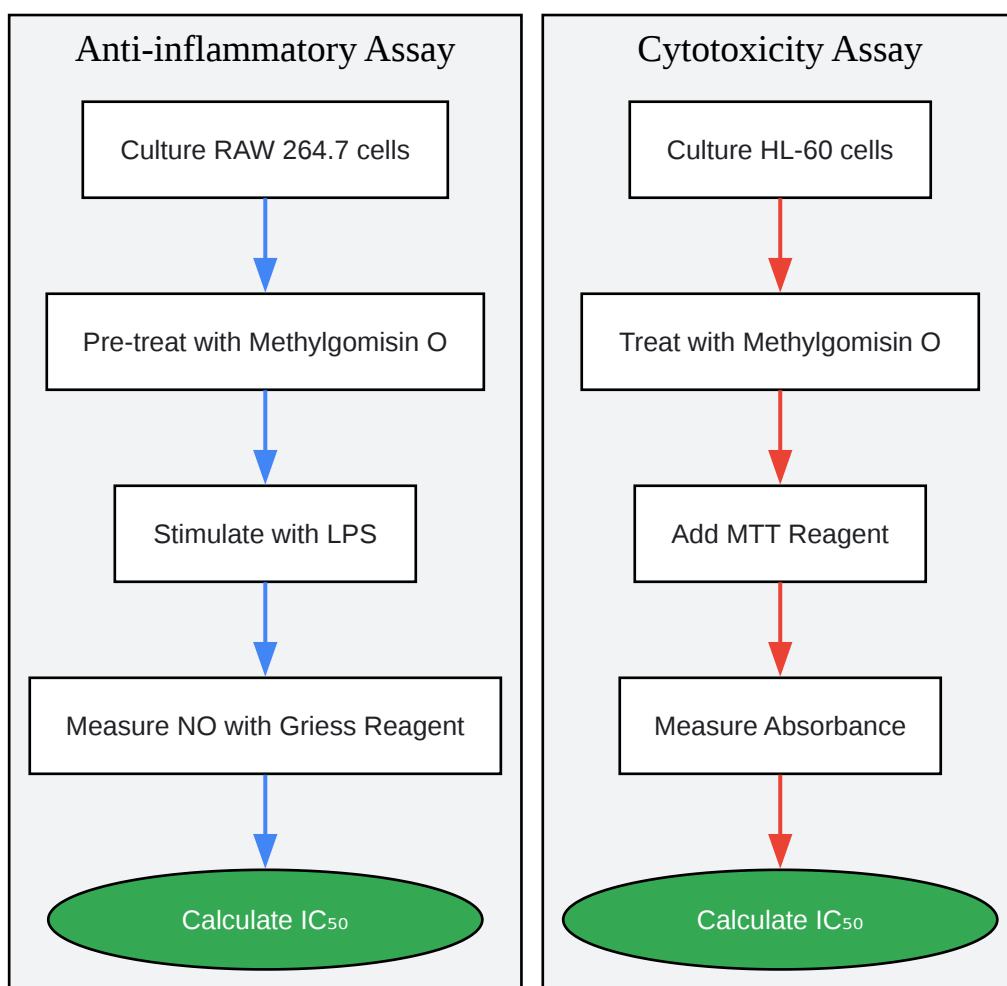 Anti-inflammatory Assay
Culture RAW 264.7 cells
Pre-treat with Methylgomisin O
Stimulate with LPS
Measure NO with Griess Reagent
Calculate IC₅₀
Cytotoxicity Assay
Culture HL-60 cells
Treat with Methylgomisin O
Add MTT Reagent
Measure Absorbance
Calculate IC₅₀